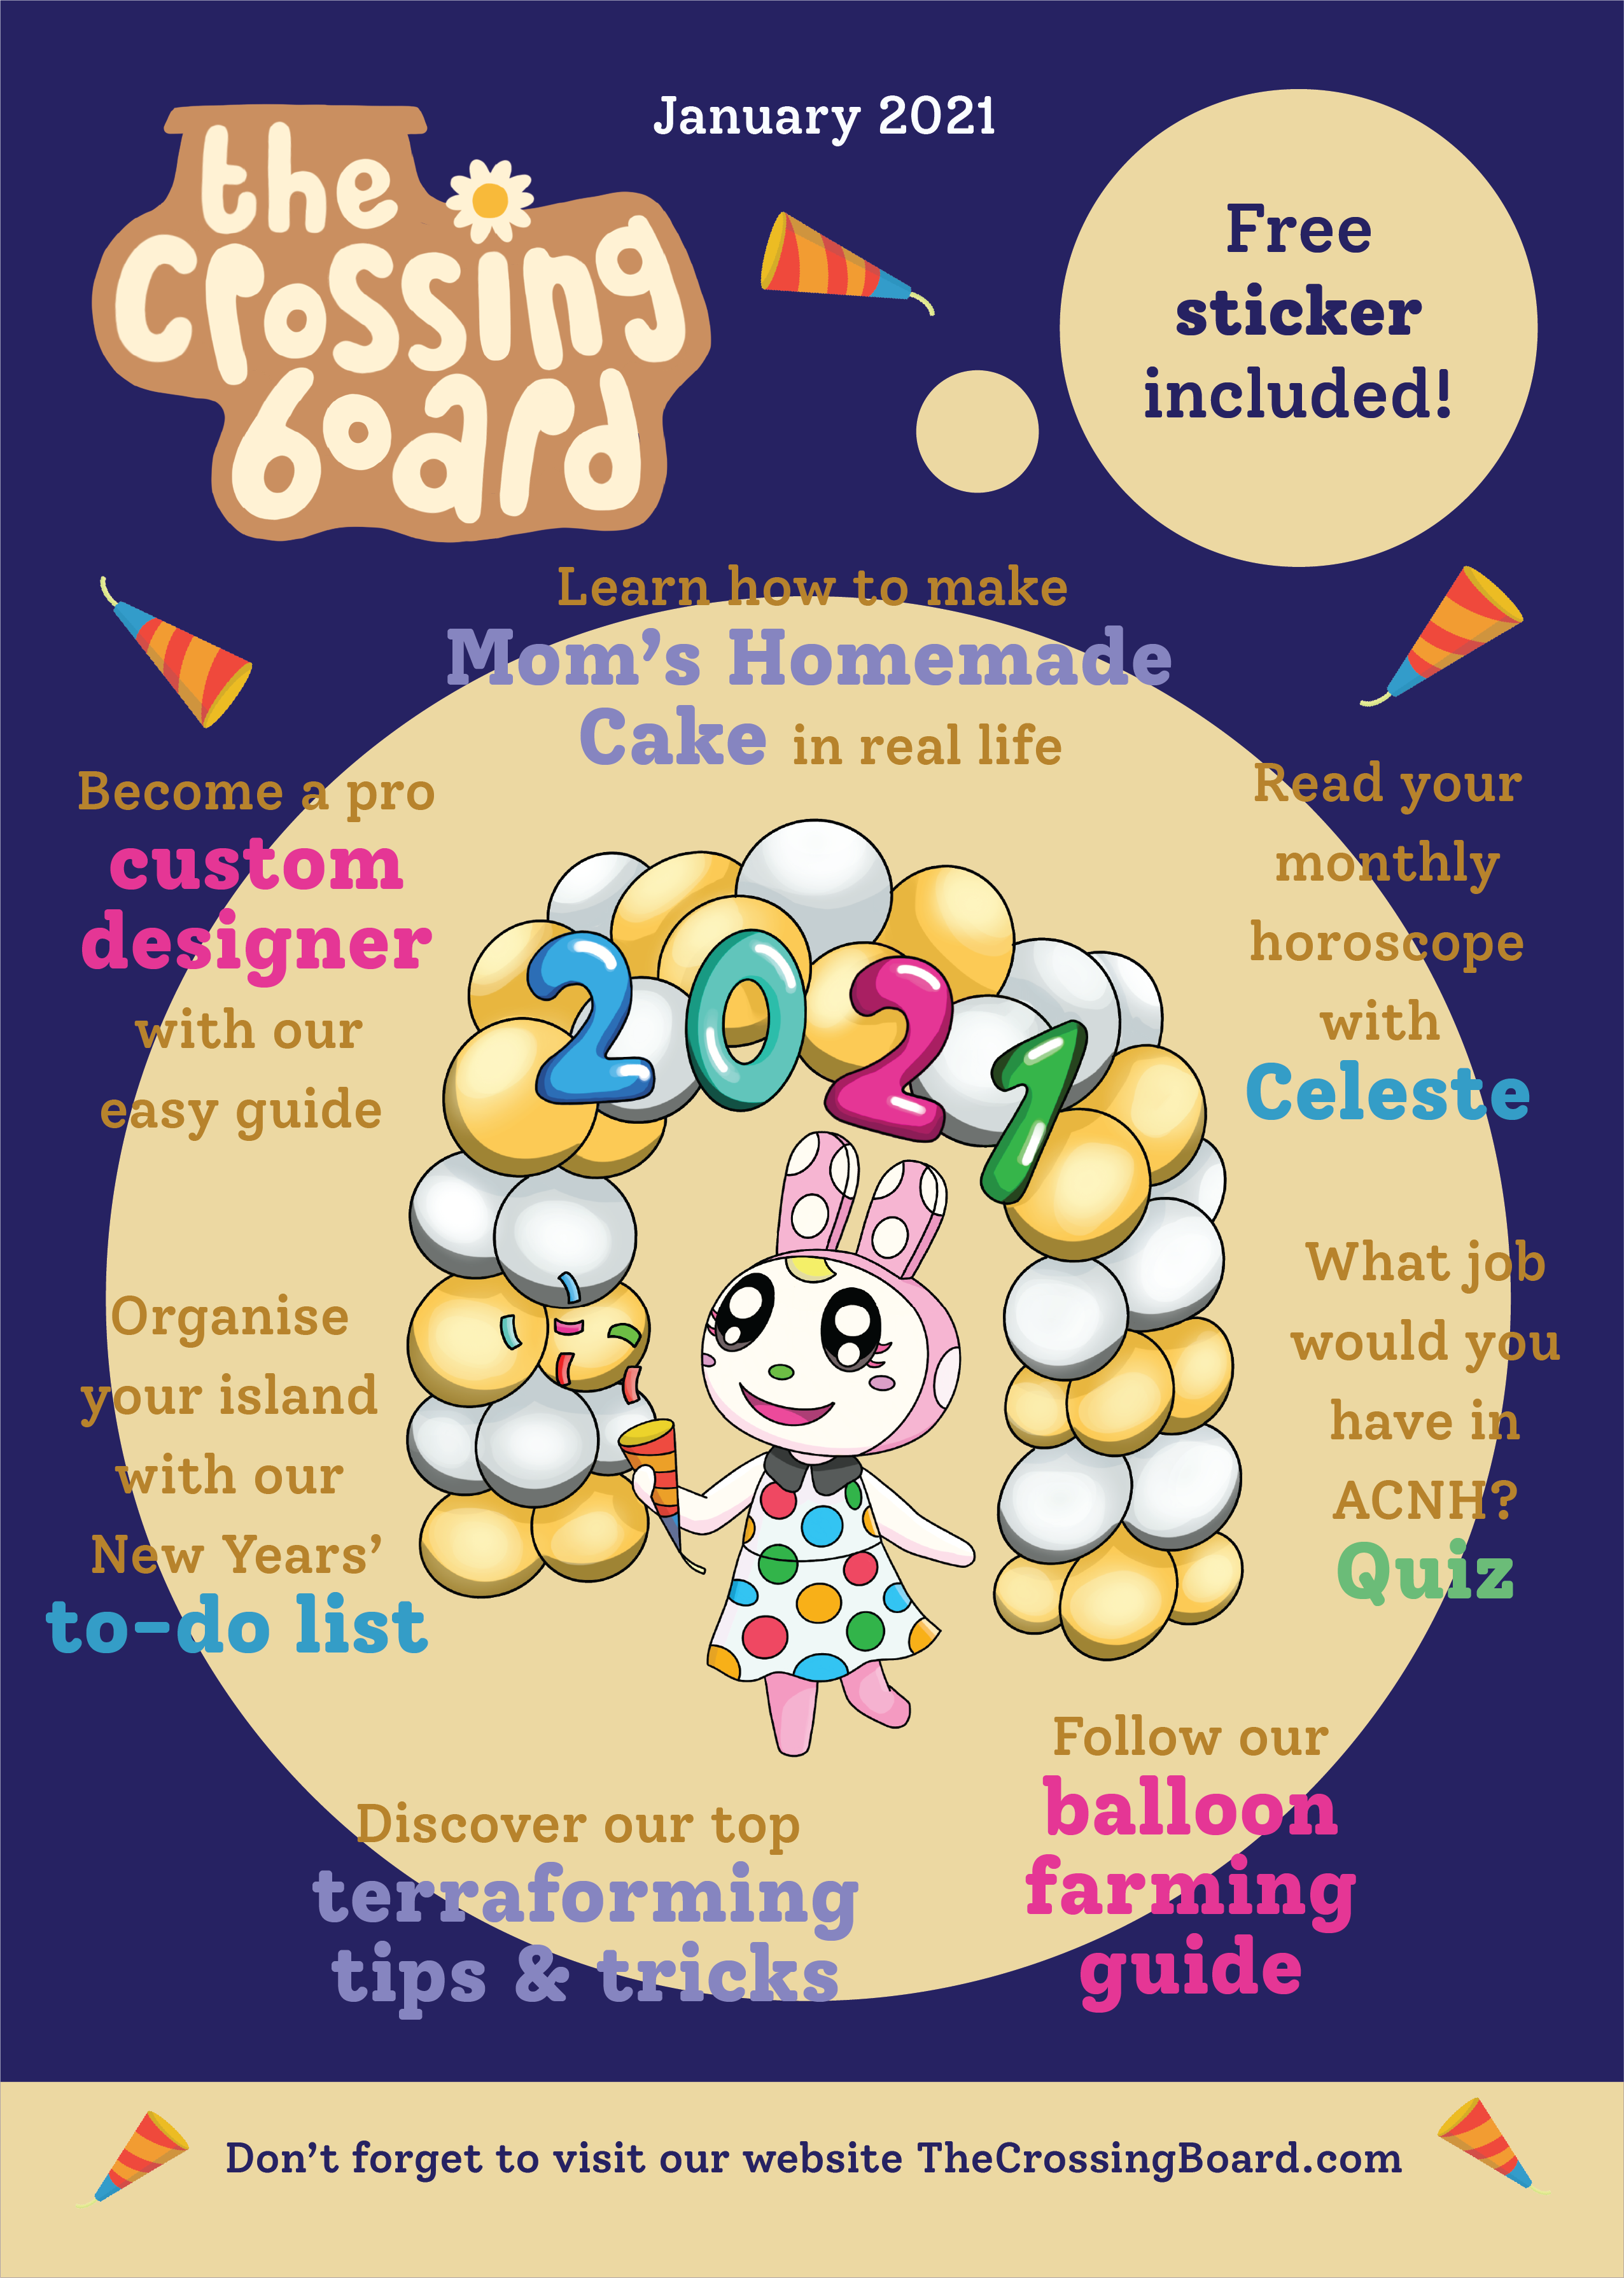 January 2021
the
crossing
board
Free
sticker
included!
Learn how to make
Mom's Homemade
Cake in real life
Become a pro
custom
designer
with our
easy guide
Read your
monthly
horoscope
with
Celeste
2021
Organise
your island
with our
New Years'
to-do list
What job
would you
have in
ACNH?
Quiz
Discover our top
terraforming
tips & tricks
Follow our
balloon
farming
guide
Don't forget to visit our website TheCrossingBoard.com